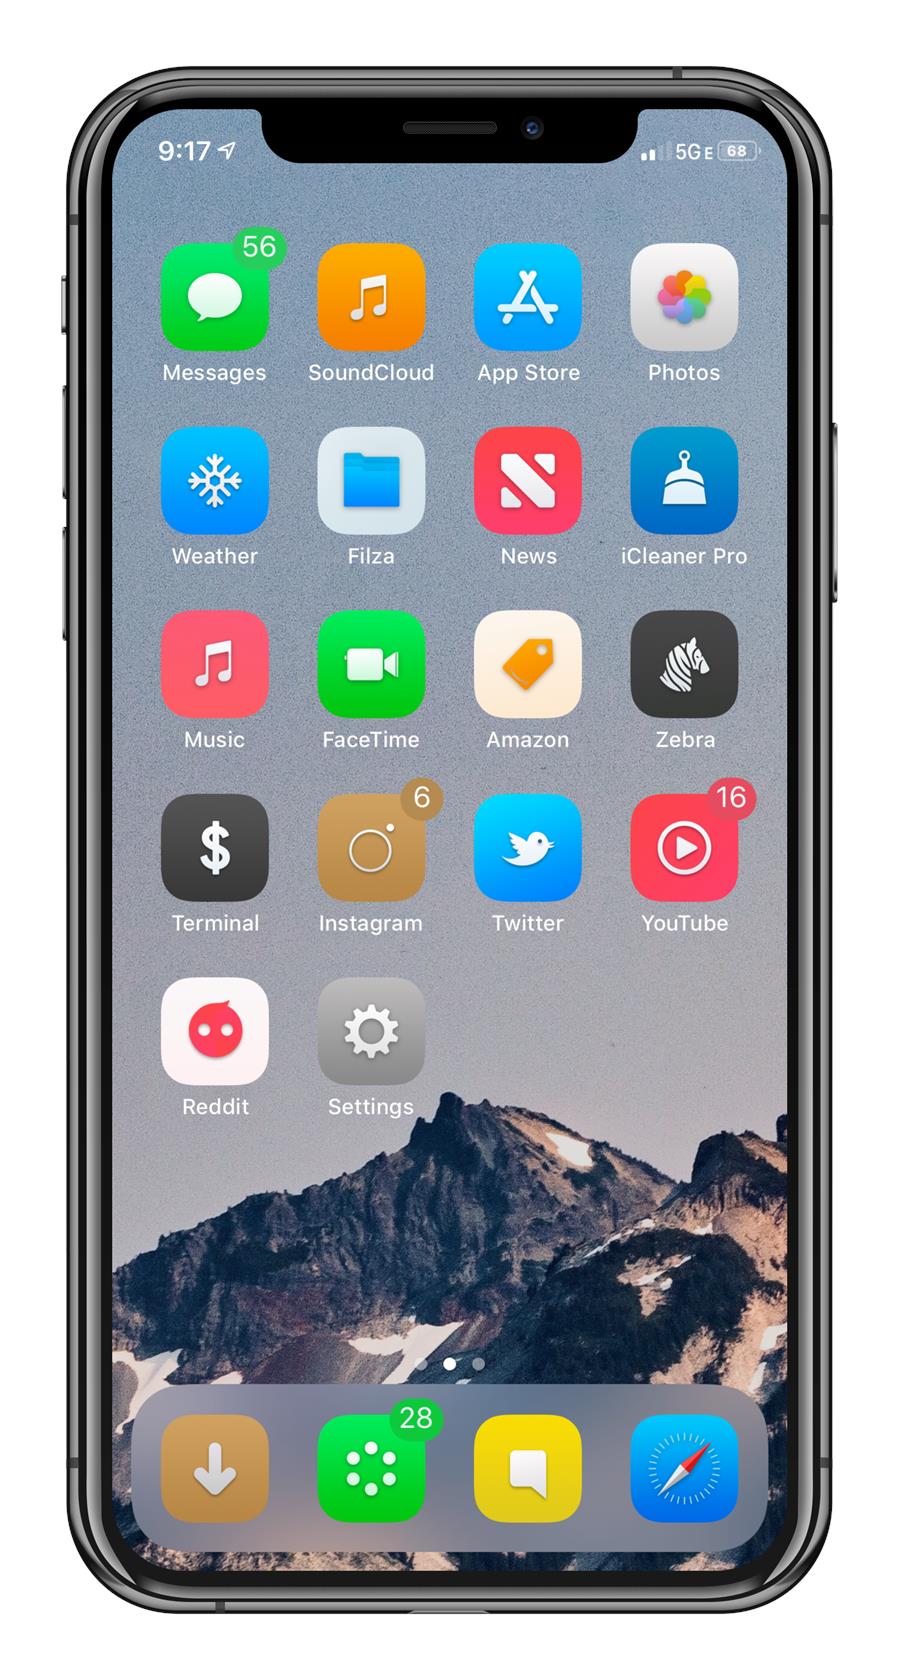 9:17 5GE 68
56
Messages SoundCloud App Store Photos
Weather Filza News iCleaner Pro
Music FaceTime Amazon Zebra
6 16
$
Terminal Instagram Twitter YouTube
Reddit Settings
28